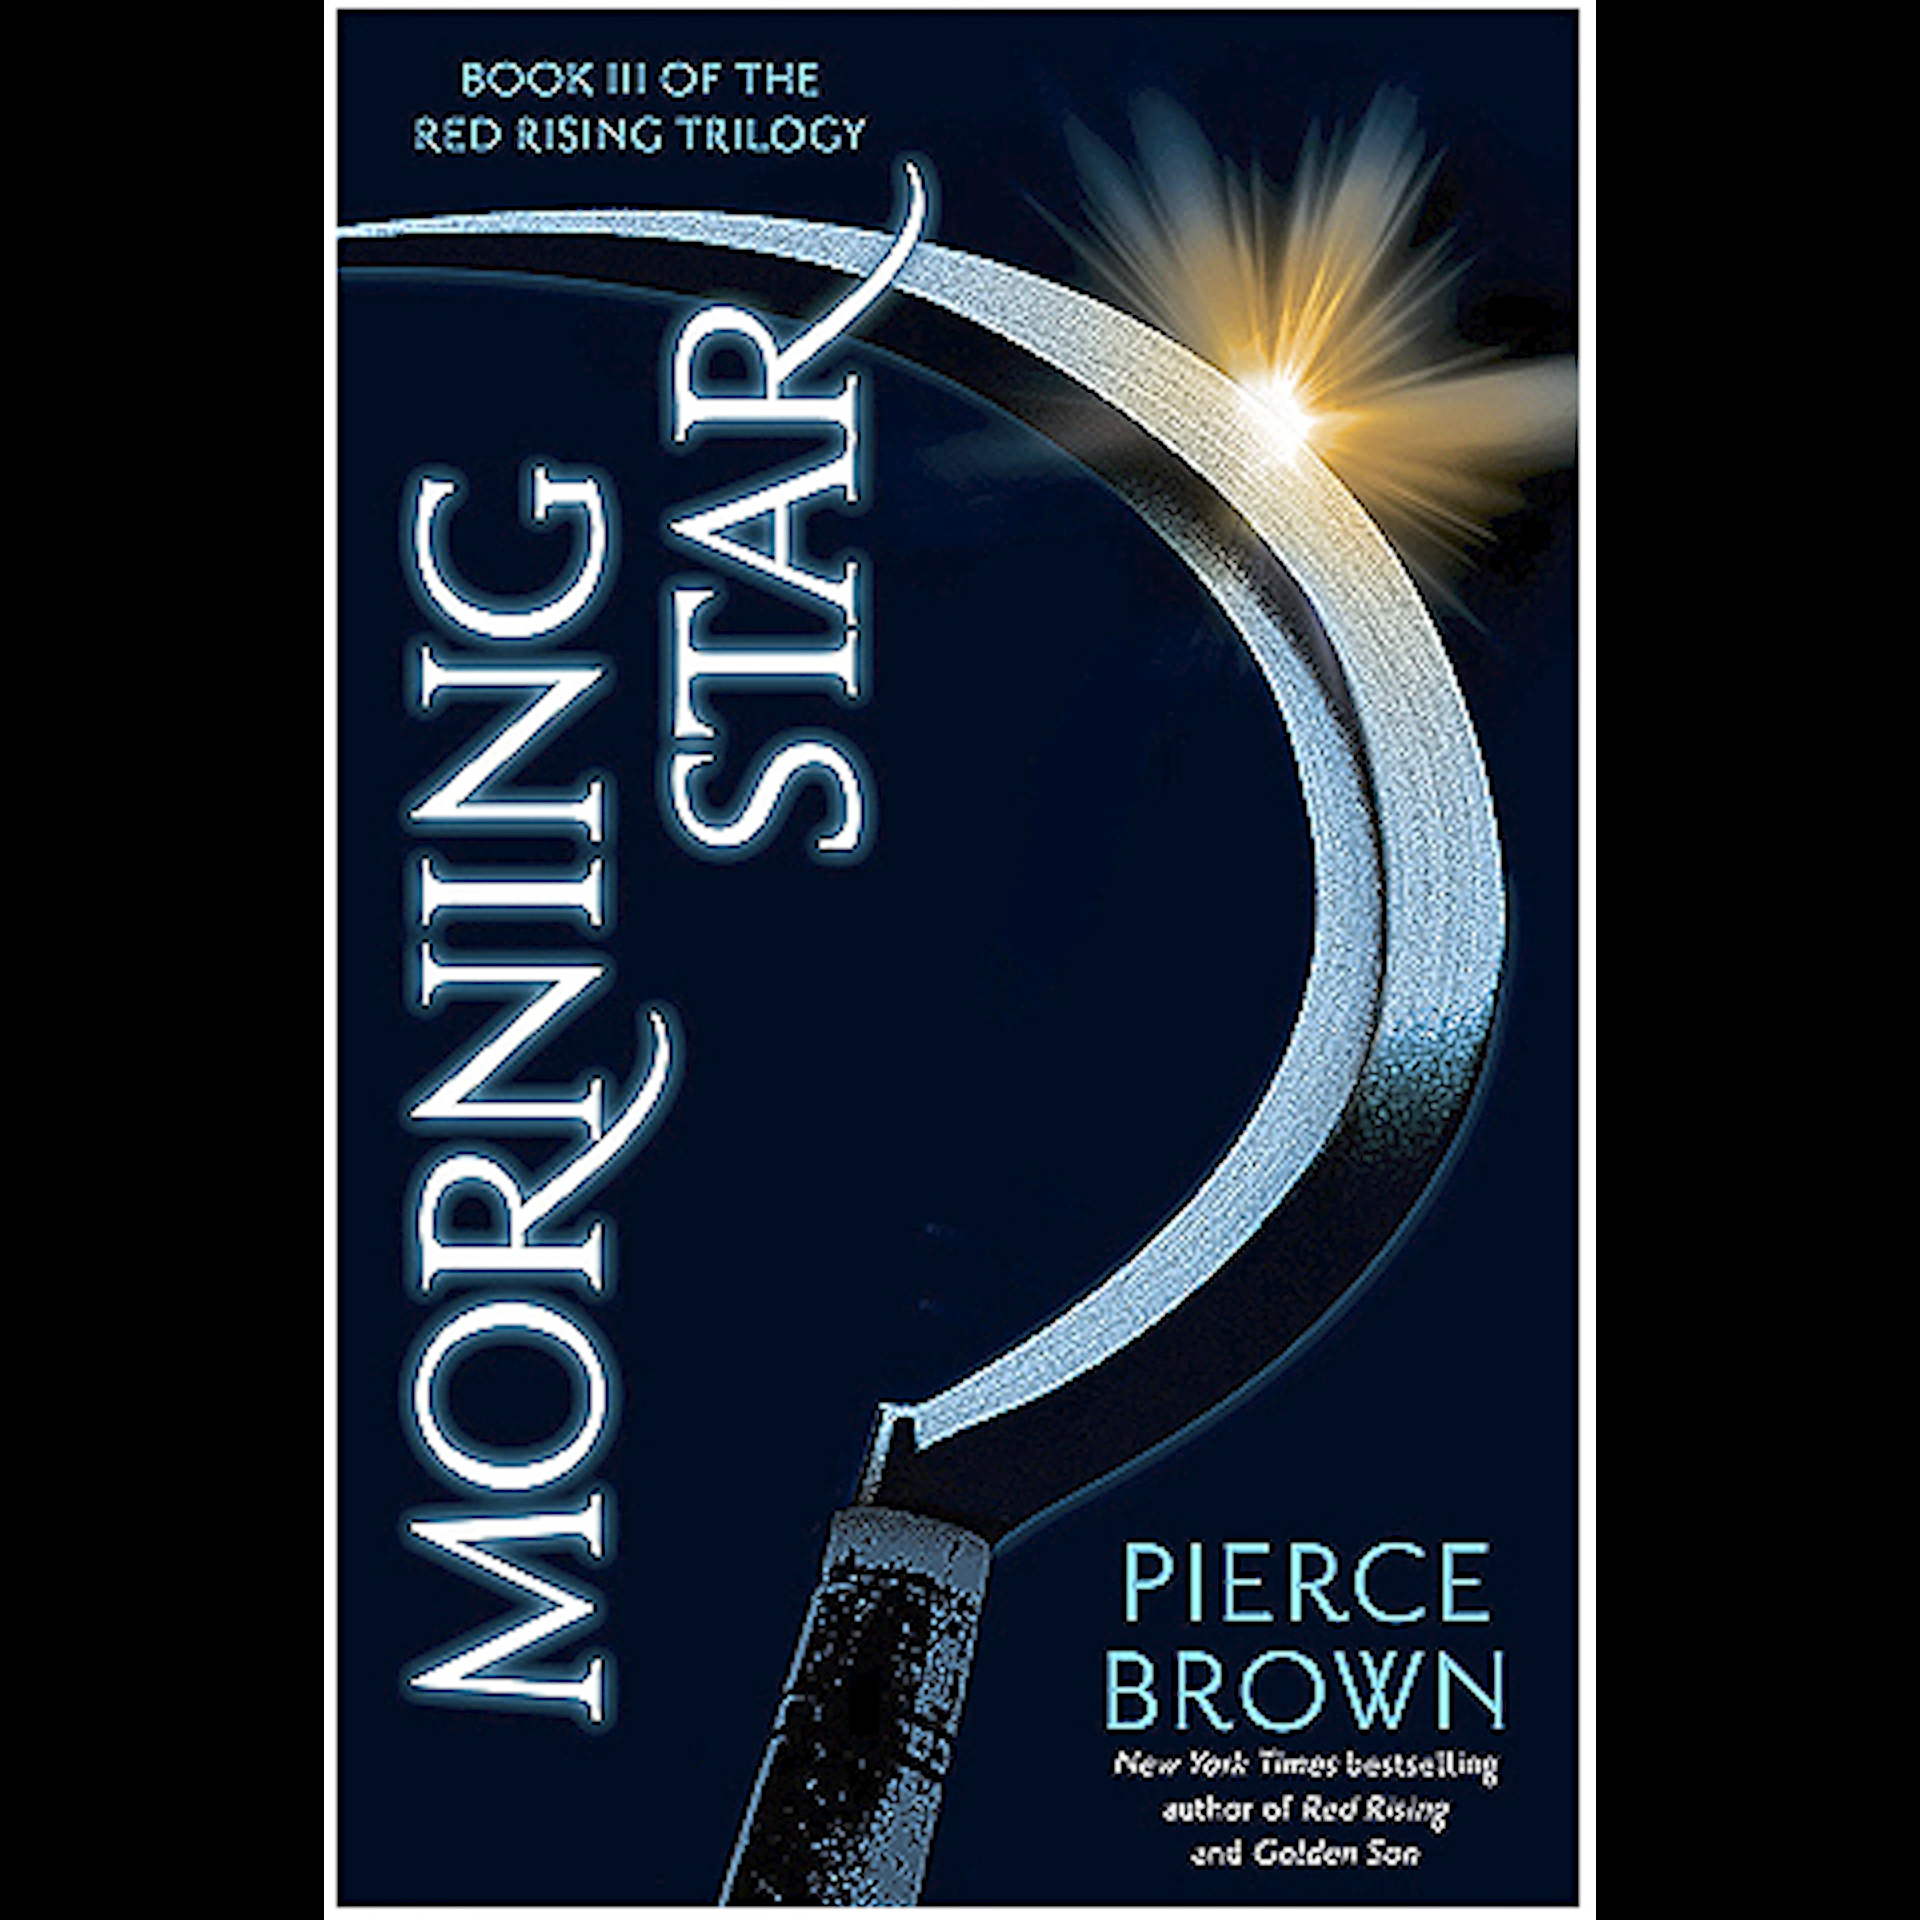 BOOK III OF THE
RED RISING TRILOGY
MORNING
STAR
PIERCE
BROWN
New York Times bestselling
author of Red Rising
and Golden Son